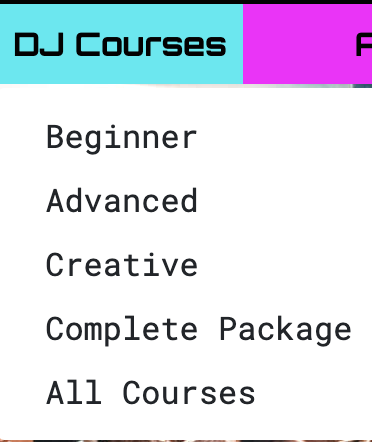 DJ Courses
Beginner
Advanced
Creative
Complete Package
All Courses